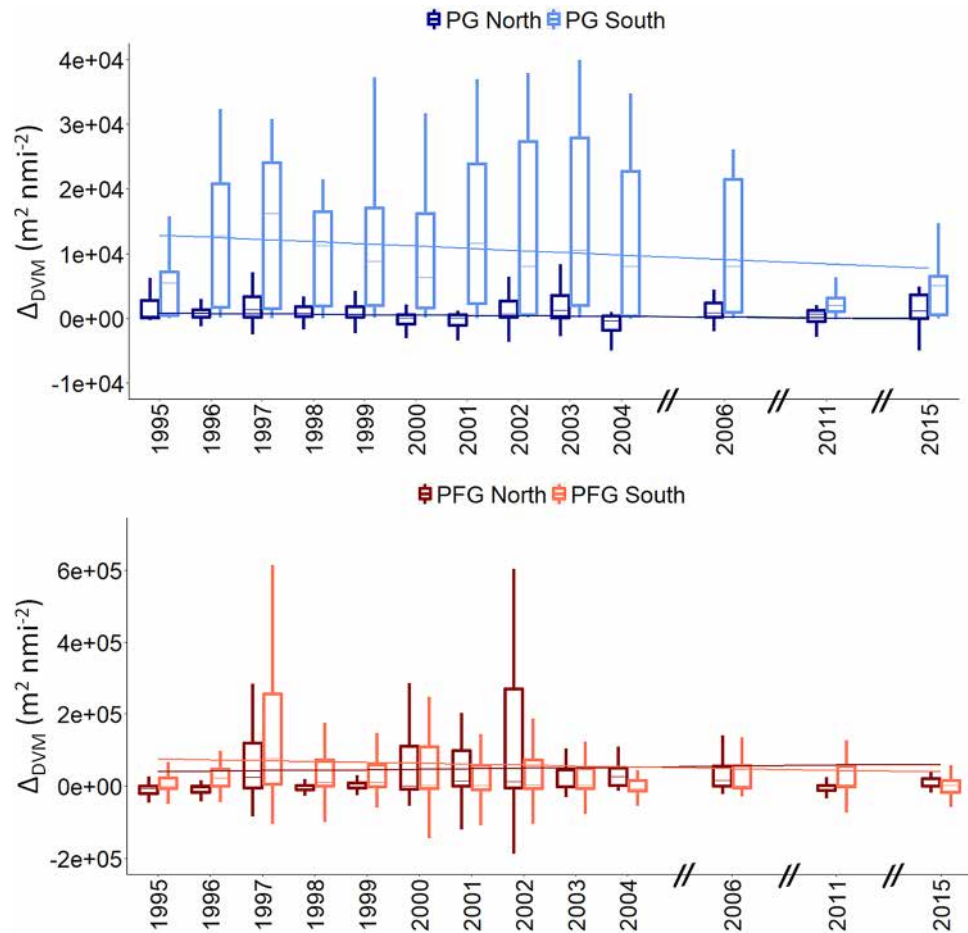 PG North PG South
ΔDVM (m² nmi⁻²)
4e+04
3e+04
2e+04
1e+04
0e+00
-1e+04
1995 1996 1997 1998 1999 2000 2001 2002 2003 2004 // 2006 // 2011 // 2015
PFG North PFG South
ΔDVM (m² nmi⁻²)
6e+05
4e+05
2e+05
0e+00
-2e+05
1995 1996 1997 1998 1999 2000 2001 2002 2003 2004 // 2006 // 2011 // 2015